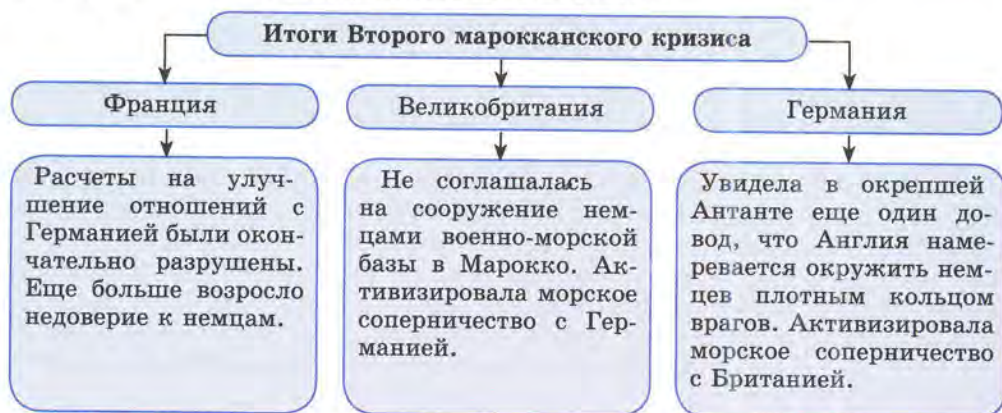 Итоги Второго марокканского кризиса
Франция
Великобритания
Германия
Расчеты на улуч-
шение отношений с
Германией были окон-
чательно разрушены.
Еще больше возросло
недоверие к немцам.
Не соглашалась
на сооружение нем-
цами военно-морской
базы в Марокко. Ак-
тивизировала морское
соперничество с Гер-
манией.
Увидела в окрепшей
Антанте еще один до-
вод, что Англия наме-
ревается окружить нем-
цев плотным кольцом
врагов. Активизировала
морское соперничество
с Британией.